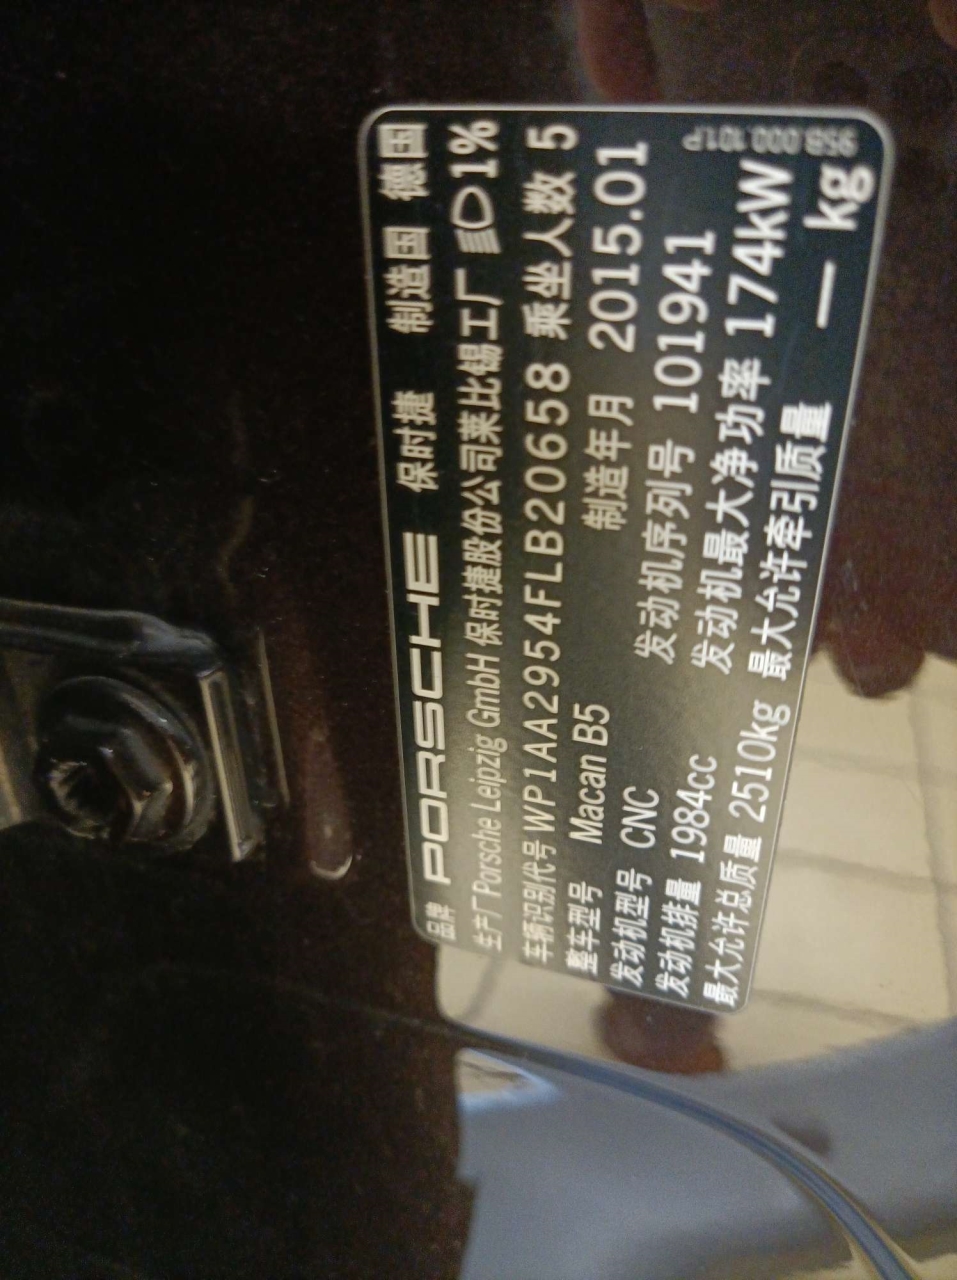 品牌 PORSCHE 保时捷 制造国 德国
生产厂 Porsche Leipzig GmbH 保时捷股份公司莱比锡工厂 1%
车辆识别代号 WP1AA2954FLB20658 乘坐人数 5
整车型号 Macan B5 制造年月 2015.01
发动机型号 CNC 发动机序列号 101941
发动机排量 1984cc 发动机最大净功率 174kW
最大允许总质量 2510kg 最大允许牵引质量 — kg
95B.000.101.P